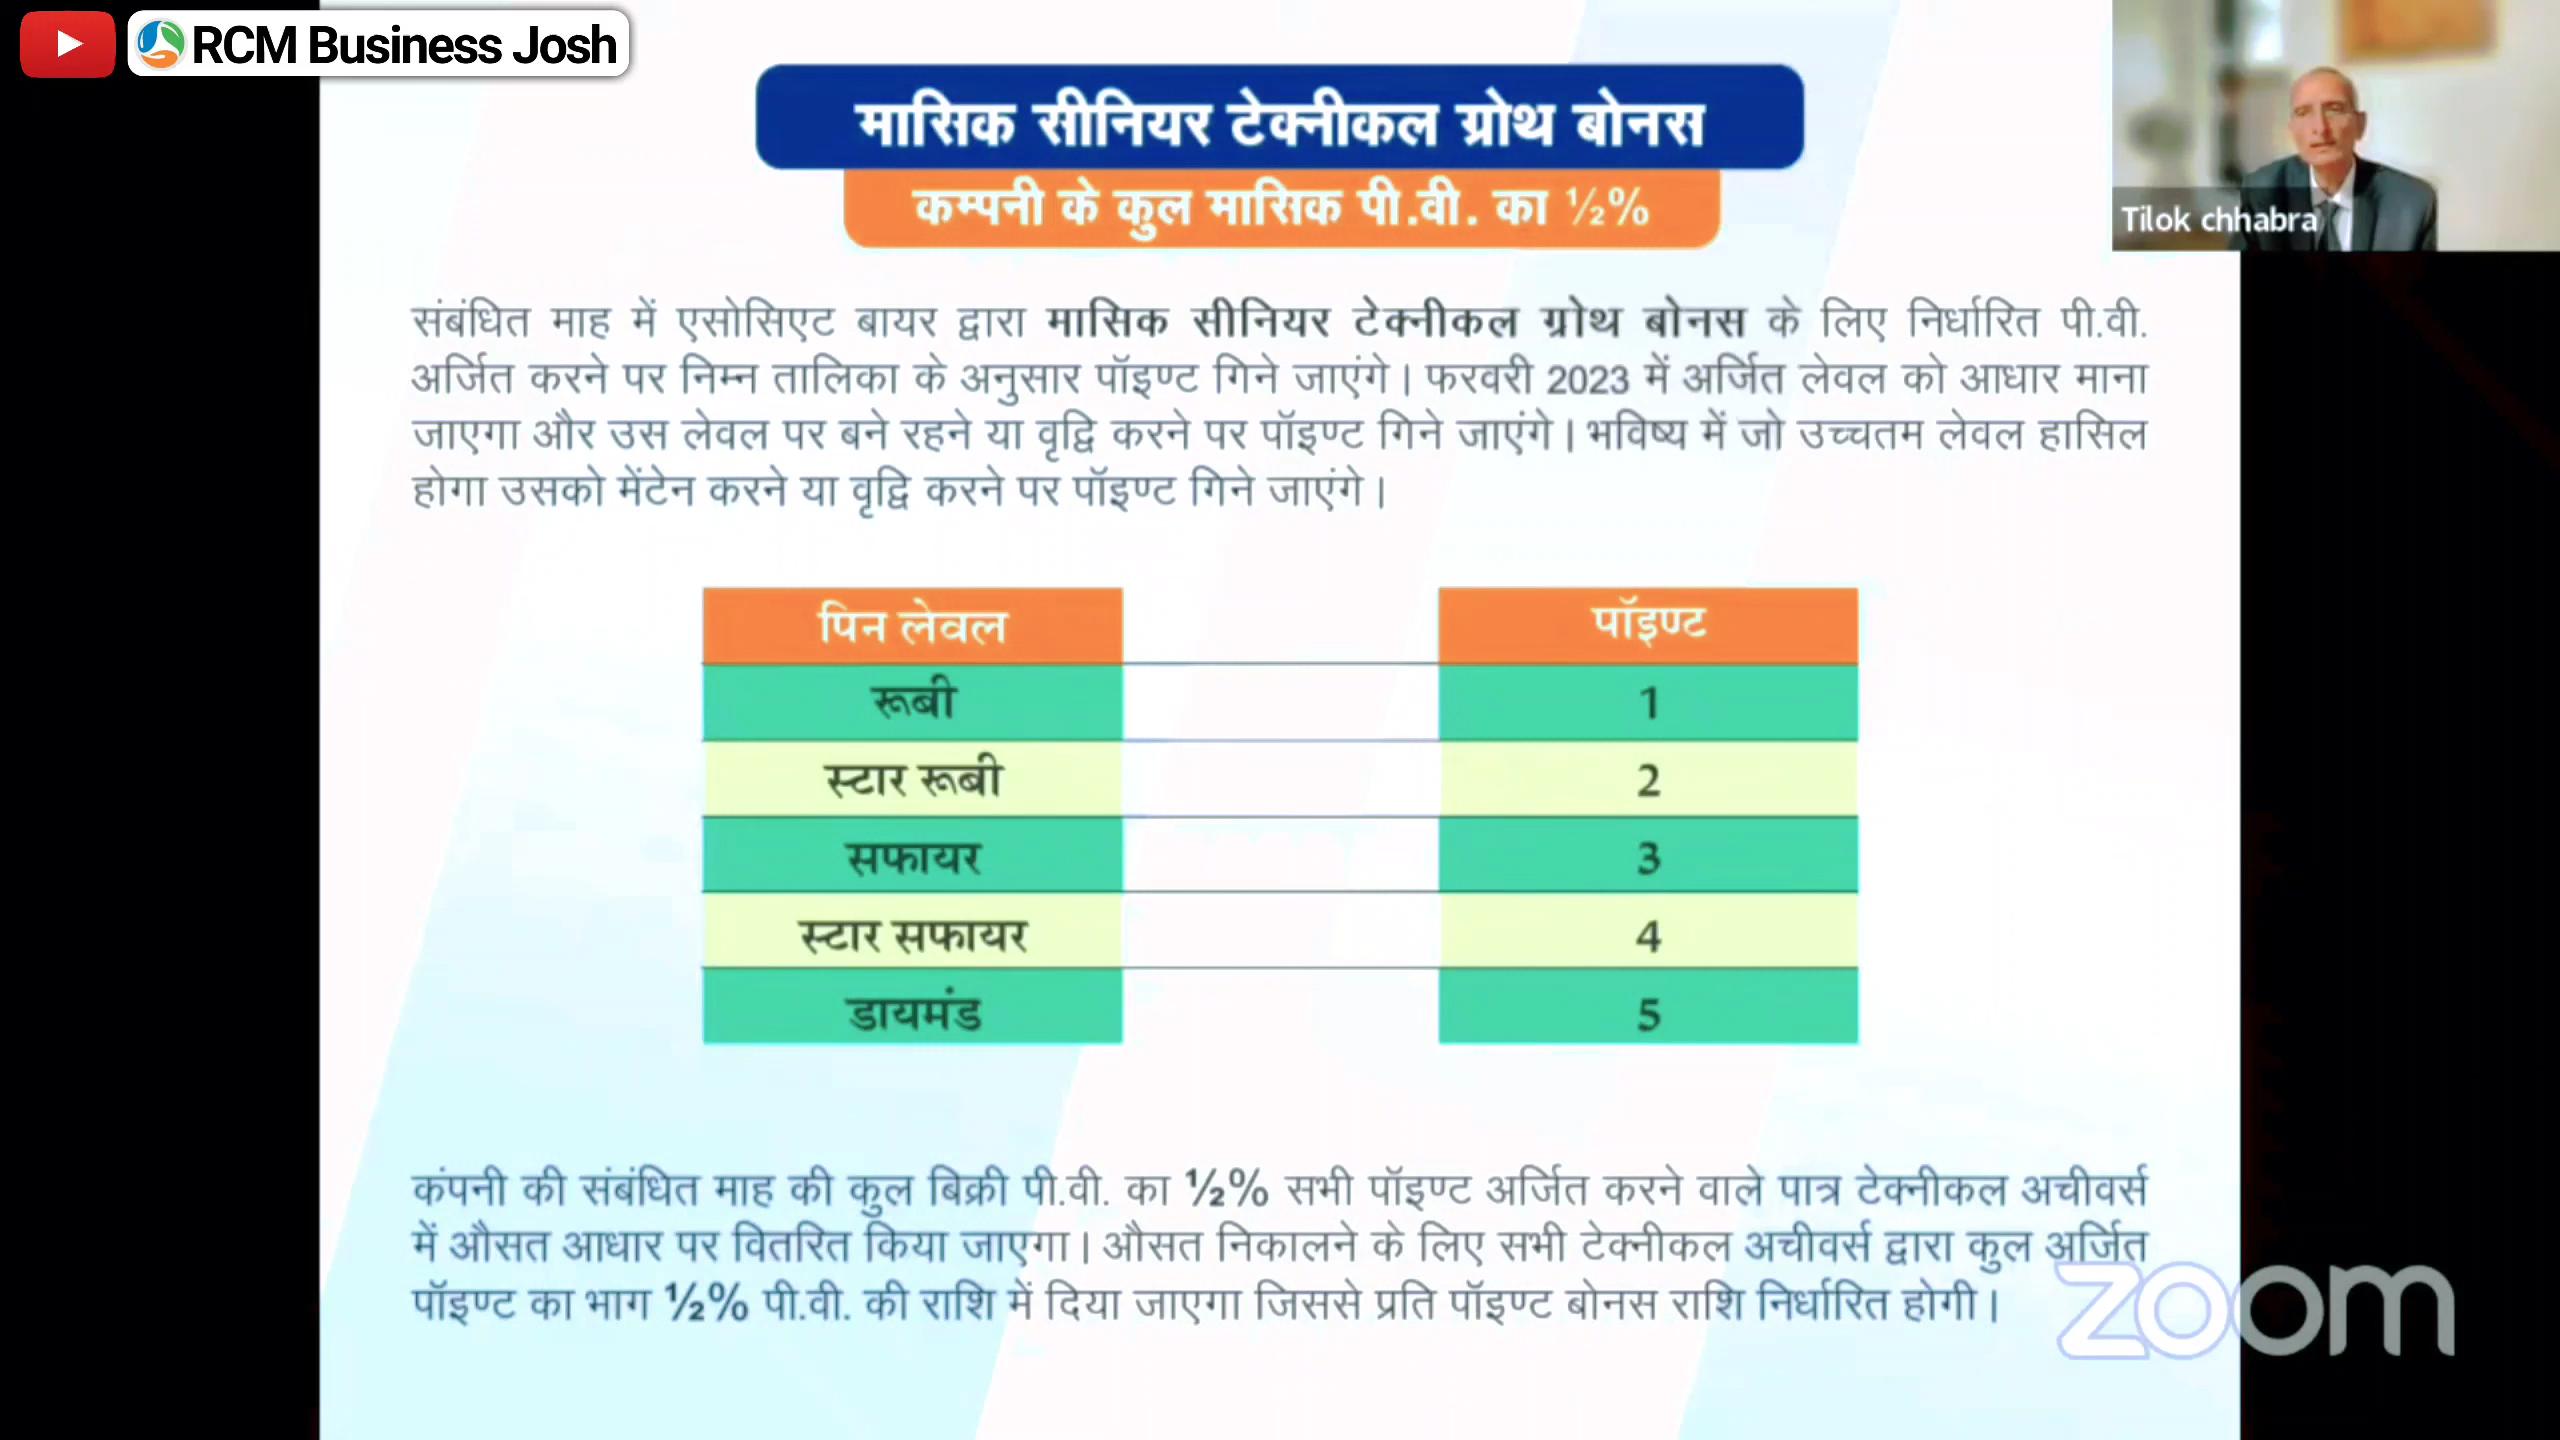 RCM Business Josh
मासिक सीनियर टेक्नीकल ग्रोथ बोनस
कम्पनी के कुल मासिक पी.वी. का ½%
Tilok chhabra
संबंधित माह में एसोसिएट बायर द्वारा मासिक सीनियर टेक्नीकल ग्रोथ बोनस के लिए निर्धारित पी.वी.
अर्जित करने पर निम्न तालिका के अनुसार पॉइण्ट गिने जाएंगे। फरवरी 2023 में अर्जित लेवल को आधार माना
जाएगा और उस लेवल पर बने रहने या वृद्वि करने पर पॉइण्ट गिने जाएंगे। भविष्य में जो उच्चतम लेवल हासिल
होगा उसको मेंटेन करने या वृद्वि करने पर पॉइण्ट गिने जाएंगे।
पिन लेवल पॉइण्ट
रूबी 1
स्टार रूबी 2
सफायर 3
स्टार सफायर 4
डायमंड 5
कंपनी की संबंधित माह की कुल बिक्री पी.वी. का ½% सभी पॉइण्ट अर्जित करने वाले पात्र टेक्नीकल अचीवर्स
में औसत आधार पर वितरित किया जाएगा। औसत निकालने के लिए सभी टेक्नीकल अचीवर्स द्वारा कुल अर्जित
पॉइण्ट का भाग ½% पी.वी. की राशि में दिया जाएगा जिससे प्रति पॉइण्ट बोनस राशि निर्धारित होगी।
zoom